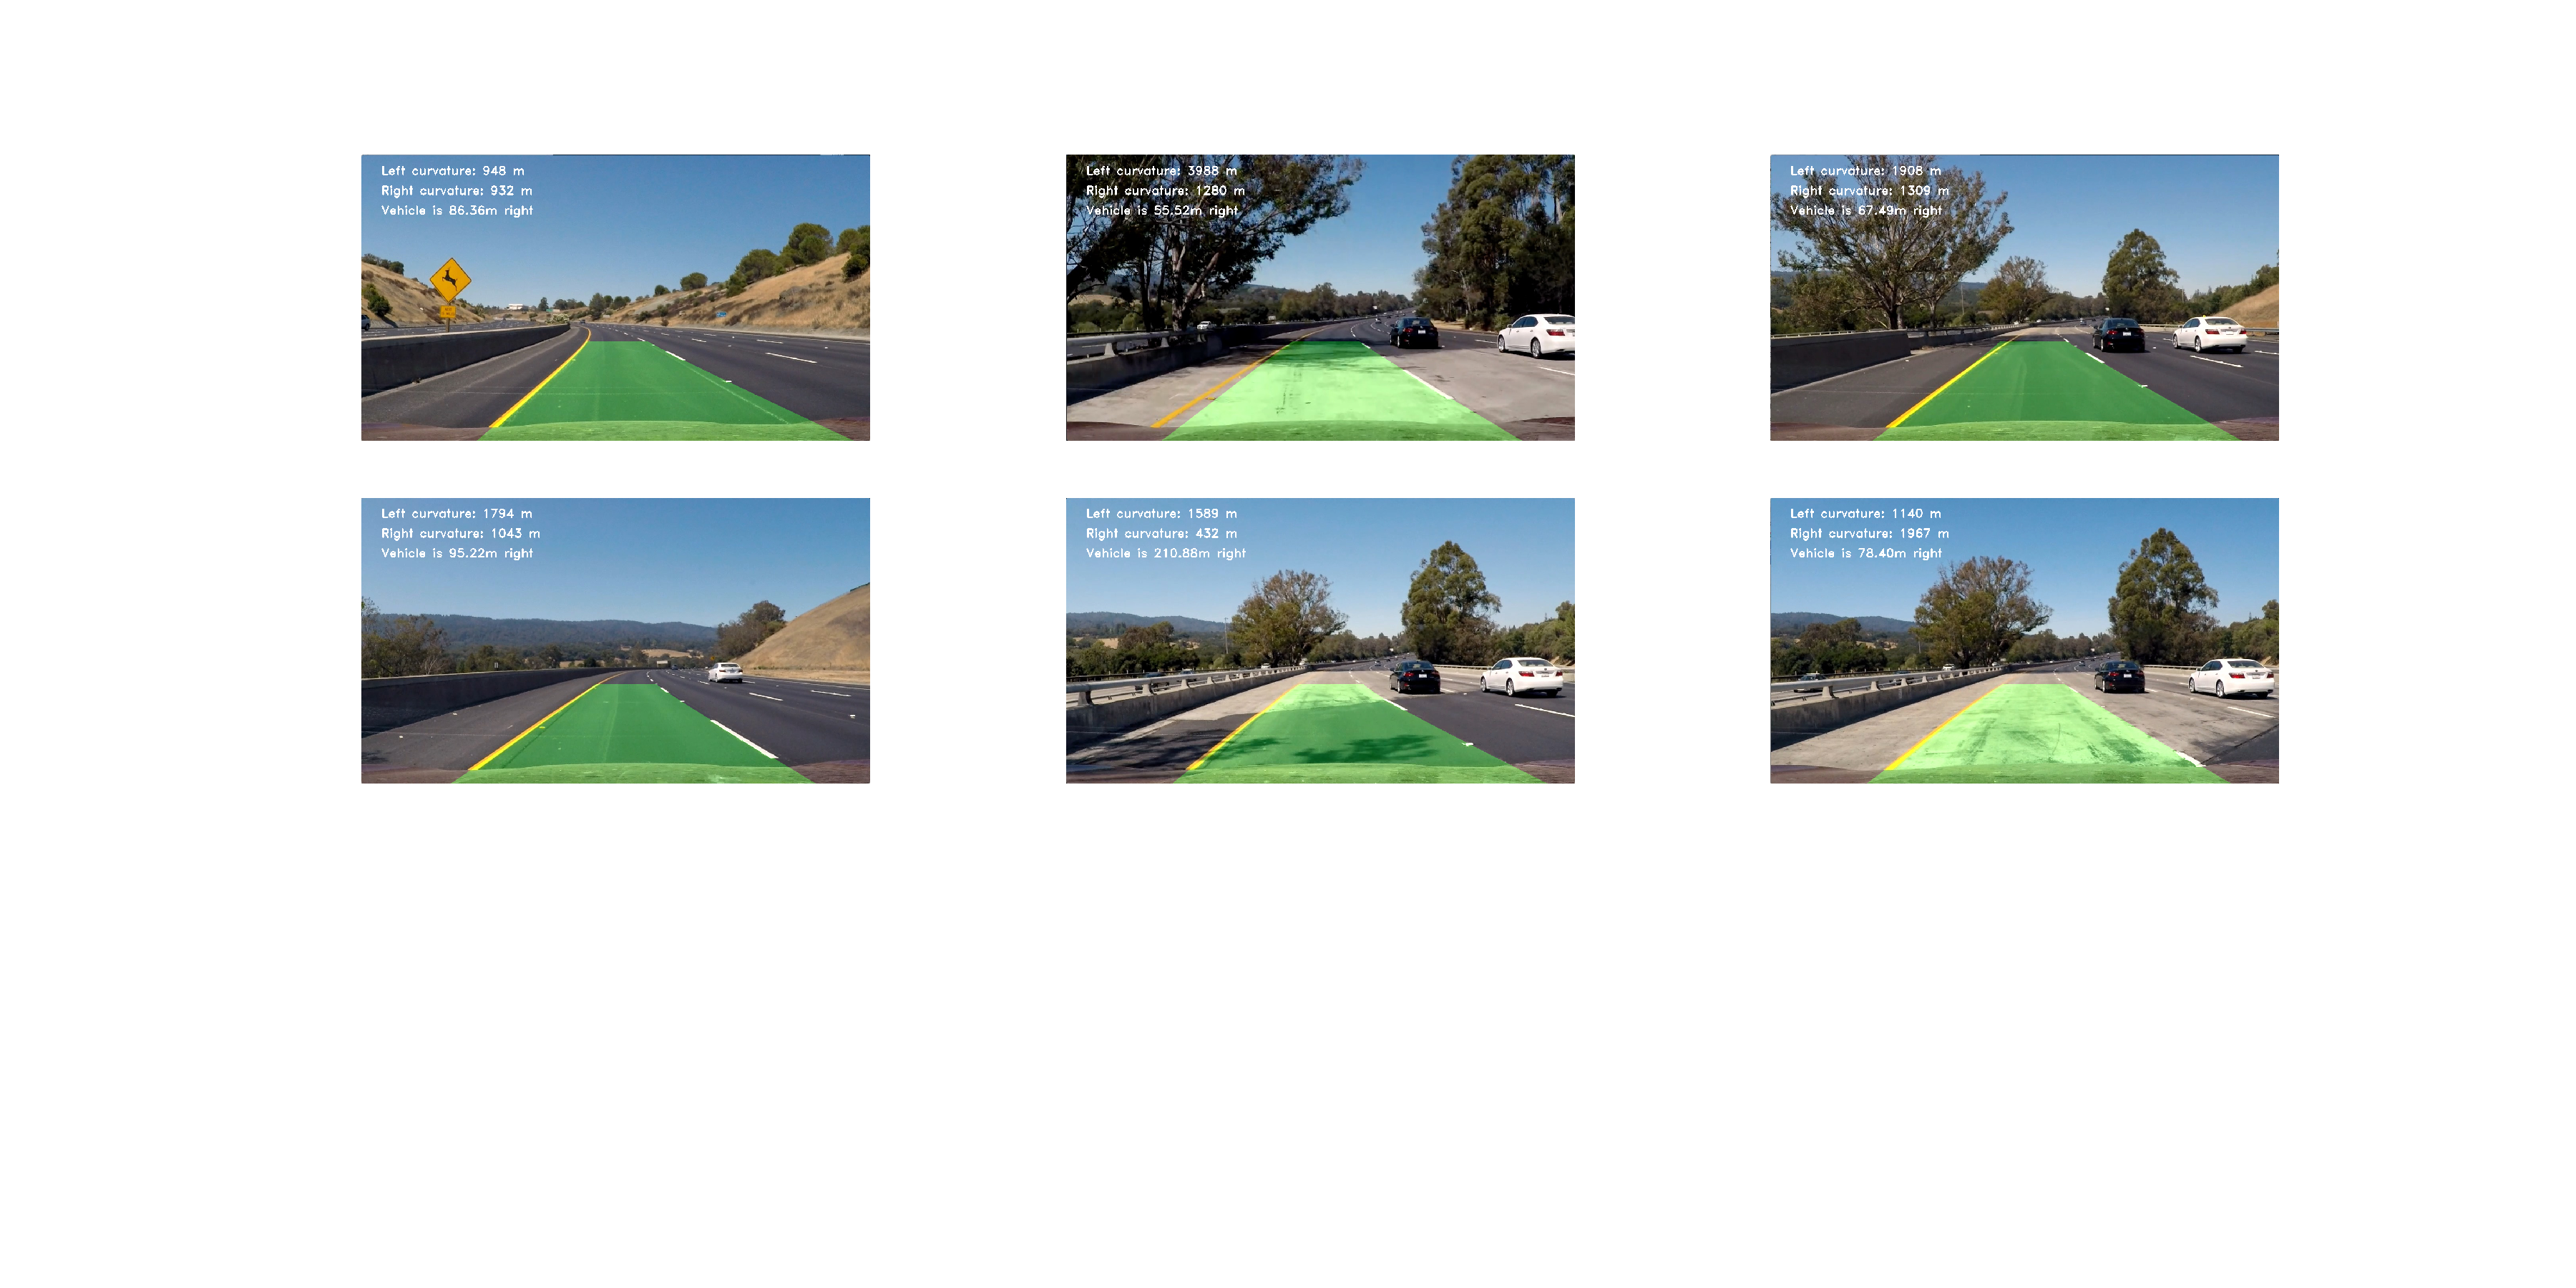 Left curvature: 948 m
Right curvature: 932 m
Vehicle is 86.36m right
Left curvature: 3988 m
Right curvature: 1280 m
Vehicle is 55.52m right
Left curvature: 1908 m
Right curvature: 1309 m
Vehicle is 67.49m right
Left curvature: 1794 m
Right curvature: 1043 m
Vehicle is 95.22m right
Left curvature: 1589 m
Right curvature: 432 m
Vehicle is 210.88m right
Left curvature: 1140 m
Right curvature: 1967 m
Vehicle is 78.40m right